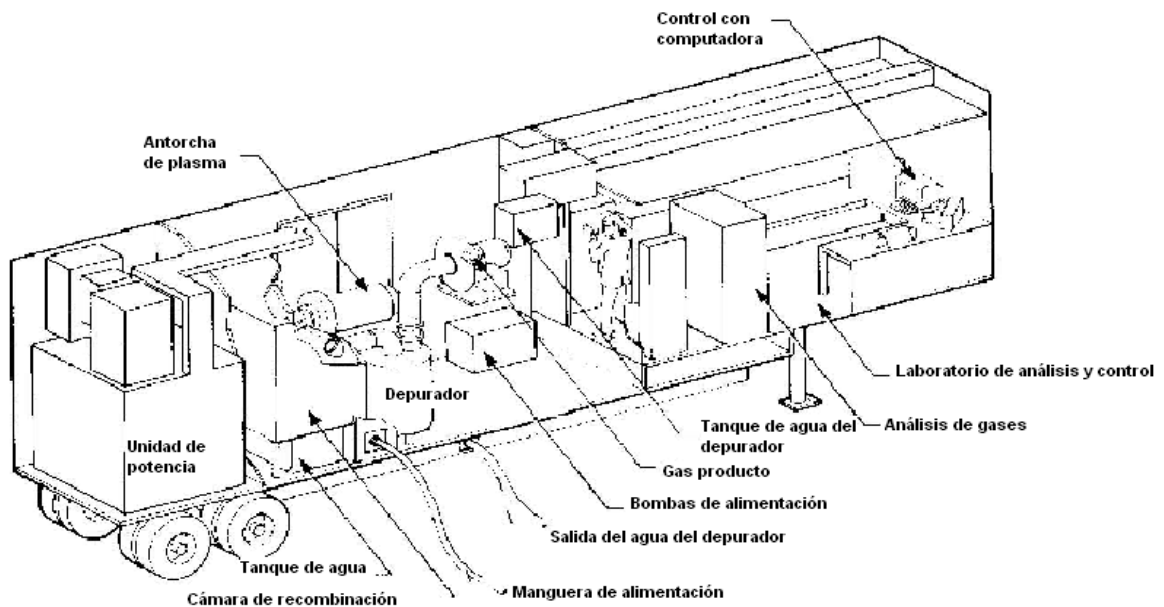 Control con
computadora
Antorcha
de plasma
Depurador
Unidad de
potencia
Laboratorio de análisis y control
Tanque de agua del
depurador
Análisis de gases
Gas producto
Bombas de alimentación
Salida del agua del depurador
Tanque de agua
Manguera de alimentación
Cámara de recombinación